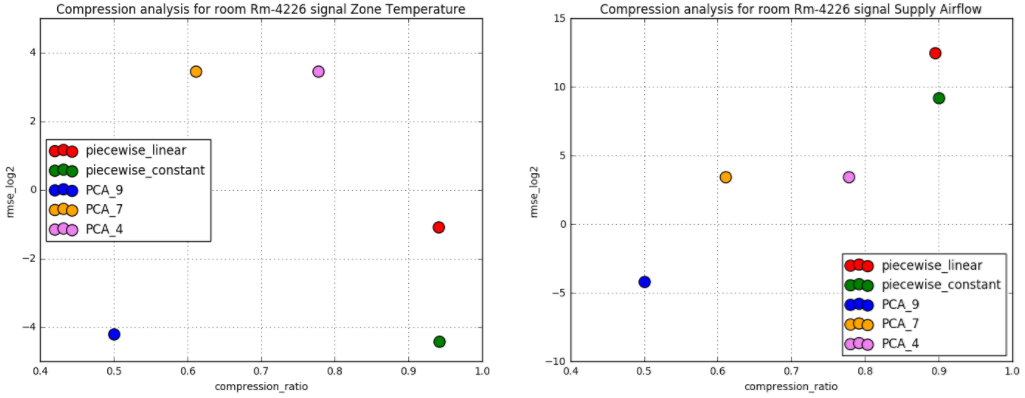 Compression analysis for room Rm-4226 signal Zone Temperature
4
2
0
−2
−4
rmse_log2
piecewise_linear
piecewise_constant
PCA_9
PCA_7
PCA_4
0.4 0.5 0.6 0.7 0.8 0.9 1.0
compression_ratio
Compression analysis for room Rm-4226 signal Supply Airflow
15
10
5
0
−5
−10
rmse_log2
piecewise_linear
piecewise_constant
PCA_9
PCA_7
PCA_4
0.4 0.5 0.6 0.7 0.8 0.9 1.0
compression_ratio